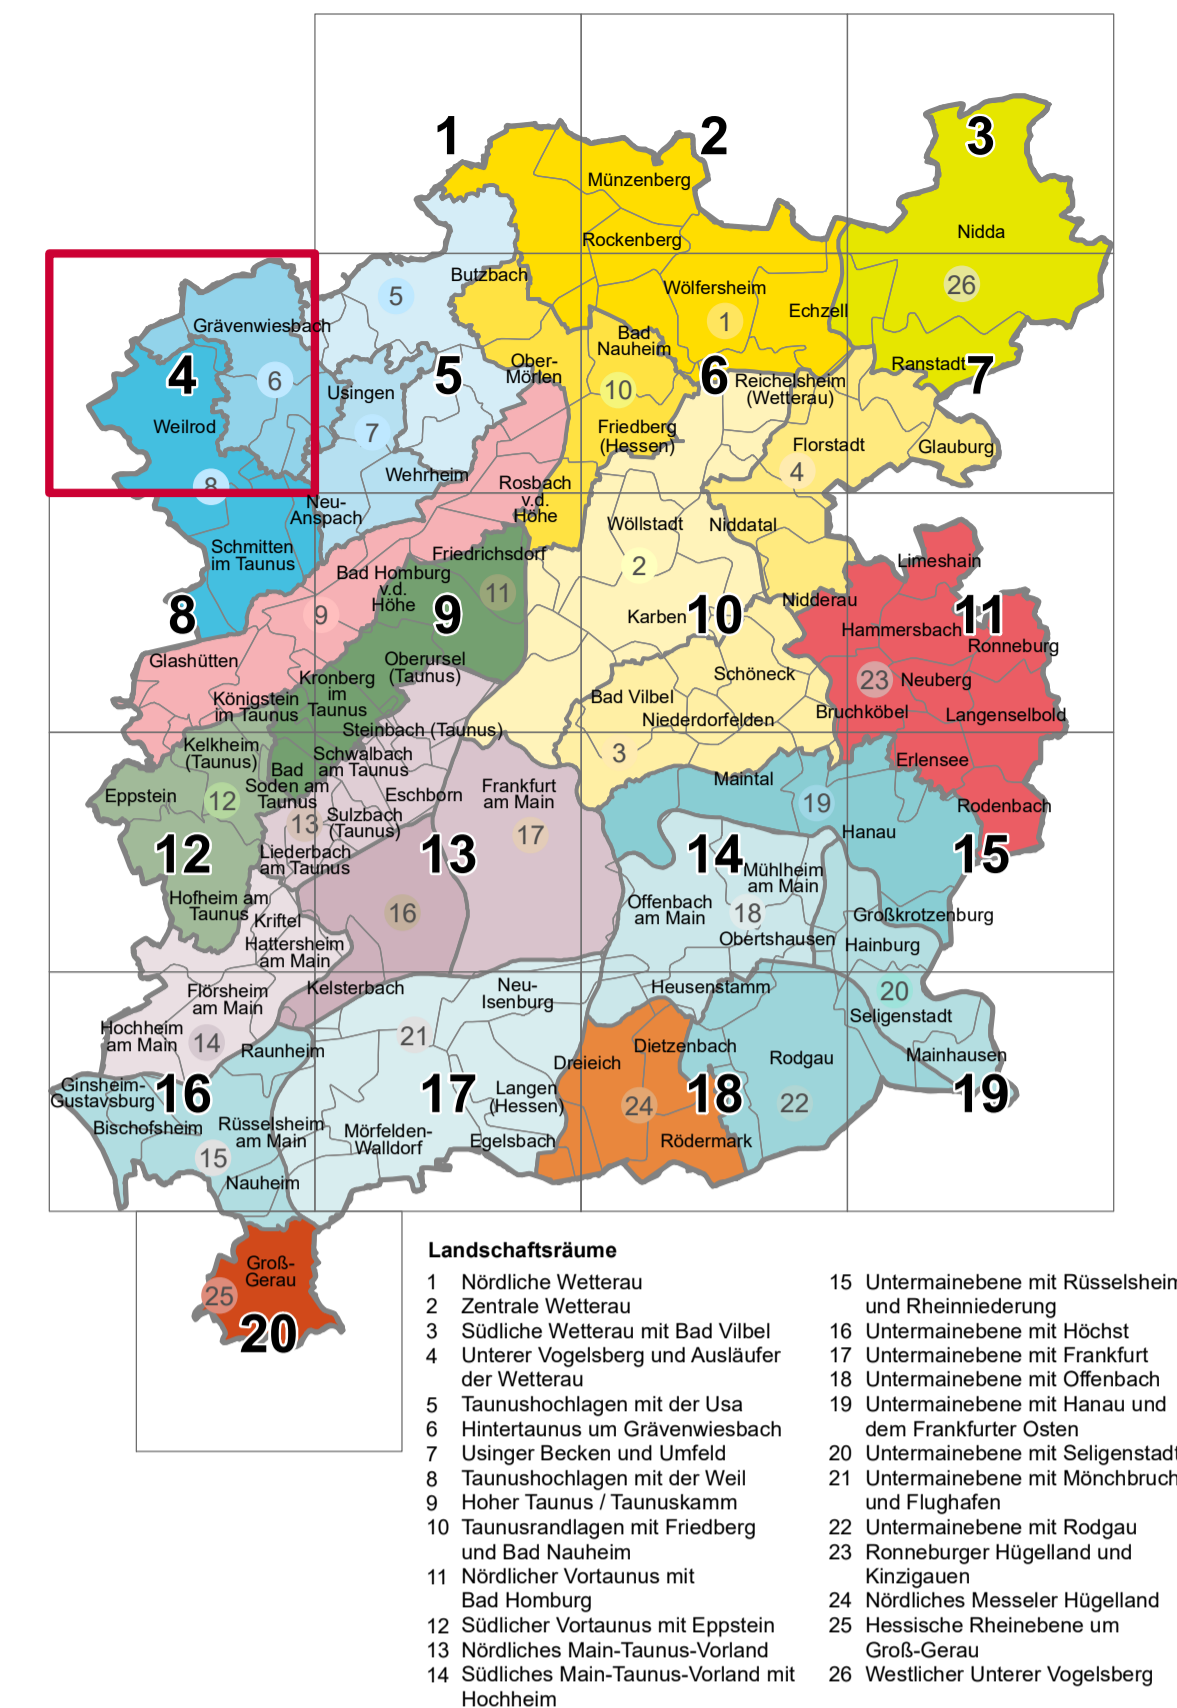 1
2
3
Münzenberg
Nidda
Rockenberg
Butzbach
5
Wölfersheim
26
Echzell
1
Grävenwiesbach
Bad
Nauheim
Ober-
Mörlen
Ranstadt
4
6
Usingen
5
10
6
Reichelsheim
(Wetterau)
7
Weilrod
7
Friedberg
(Hessen)
Florstadt
Glauburg
4
Wehrheim
8
Rosbach
v.d.
Höhe
Neu-
Anspach
Wöllstadt
Niddatal
Schmitten
im Taunus
Friedrichsdorf
2
Limeshain
Bad Homburg
v.d.
Höhe
11
8
9
9
Karben
10
Nidderau
11
Hammersbach
Ronneburg
Glashütten
Oberursel
(Taunus)
Schöneck
23
Neuberg
Kronberg
im
Taunus
Königstein
im Taunus
Bad Vilbel
Niederdorfelden
Bruchköbel
Langenselbold
Steinbach (Taunus)
Kelkheim
(Taunus)
Schwalbach
am Taunus
3
Erlensee
Bad
Soden am
Taunus
Maintal
Eppstein
12
Eschborn
Frankfurt
am Main
19
Rodenbach
13
Sulzbach
(Taunus)
17
Hanau
12
Liederbach
am Taunus
13
14
15
Mühlheim
am Main
Hofheim am
Taunus
Kriftel
16
Offenbach
am Main
18
Großkrotzenburg
Hattersheim
am Main
Obertshausen
Hainburg
Flörsheim
am Main
Kelsterbach
Neu-
Isenburg
Heusenstamm
20
Seligenstadt
Hochheim
am Main
14
Raunheim
21
Dreieich
Dietzenbach
Rodgau
Mainhausen
Ginsheim-
Gustavsburg
16
17
Langen
(Hessen)
24
18
22
19
Bischofsheim
Rüsselsheim
am Main
Mörfelden-
Walldorf
Egelsbach
Rödermark
15
Nauheim
Groß-
Gerau
25
20
Landschaftsräume
1 Nördliche Wetterau
2 Zentrale Wetterau
3 Südliche Wetterau mit Bad Vilbel
4 Unterer Vogelsberg und Ausläufer
der Wetterau
5 Taunushochlagen mit der Usa
6 Hintertaunus um Grävenwiesbach
7 Usinger Becken und Umfeld
8 Taunushochlagen mit der Weil
9 Hoher Taunus / Taunuskamm
10 Taunusrandlagen mit Friedberg
und Bad Nauheim
11 Nördlicher Vortaunus mit
Bad Homburg
12 Südlicher Vortaunus mit Eppstein
13 Nördliches Main-Taunus-Vorland
14 Südliches Main-Taunus-Vorland mit
Hochheim
15 Untermainebene mit Rüsselsheim
und Rheinniederung
16 Untermainebene mit Höchst
17 Untermainebene mit Frankfurt
18 Untermainebene mit Offenbach
19 Untermainebene mit Hanau und
dem Frankfurter Osten
20 Untermainebene mit Seligenstadt
21 Untermainebene mit Mönchbruch
und Flughafen
22 Untermainebene mit Rodgau
23 Ronneburger Hügelland und
Kinzigauen
24 Nördliches Messeler Hügelland
25 Hessische Rheinebene um
Groß-Gerau
26 Westlicher Unterer Vogelsberg